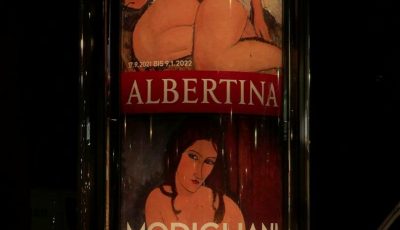 17.9.2021 BIS 9.1.2022
ALBERTINA
MODIGLIANI